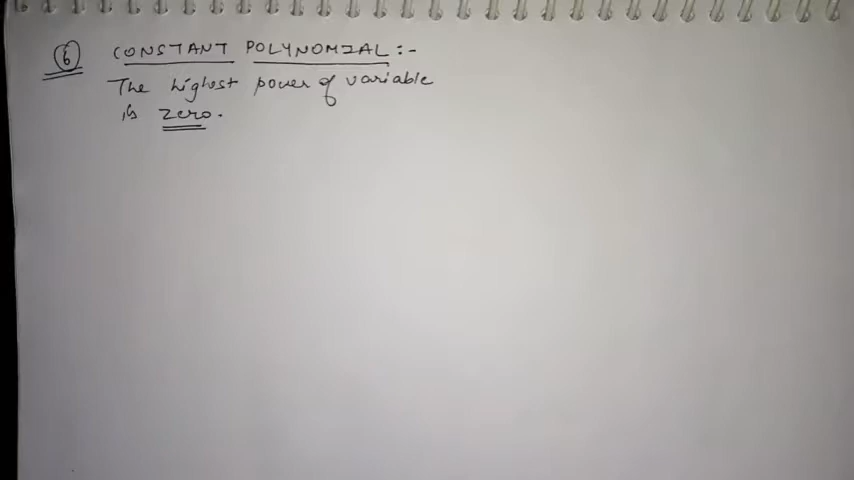 6 CONSTANT POLYNOMIAL :-
The highest power of variable
is zero.